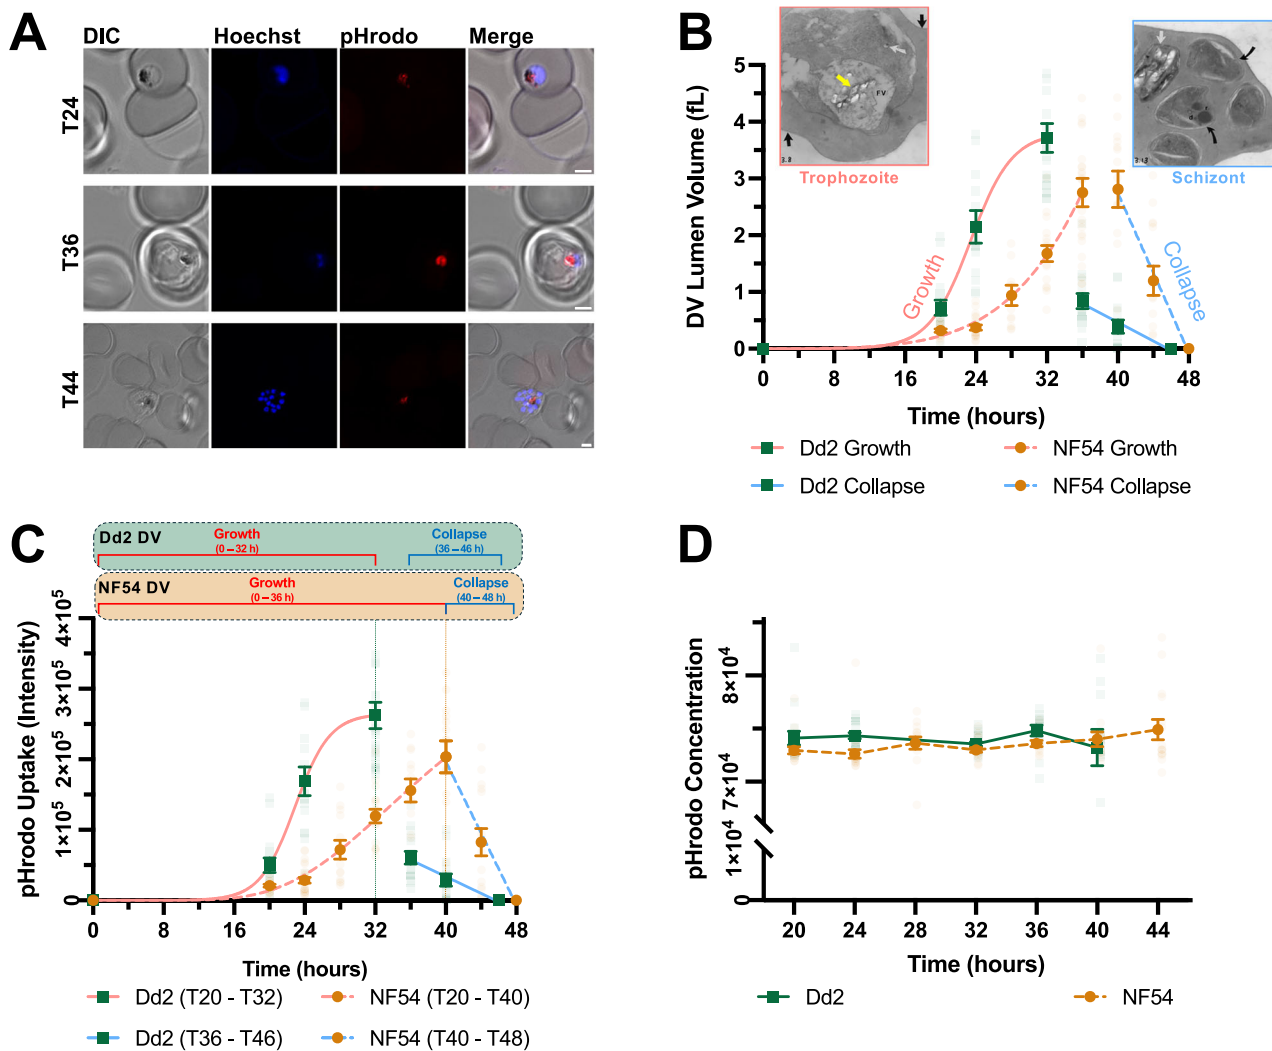 A
DIC
Hoechst
pHrodo
Merge
T24
T36
T44
B
DV Lumen Volume (fL)
5
4
3
2
1
0
0
8
16
24
32
40
48
Time (hours)
Growth
Collapse
FV
3.8
Trophozoite
3.13
Schizont
Dd2 Growth
NF54 Growth
Dd2 Collapse
NF54 Collapse
C
Dd2 DV
Growth
(0 – 32 h)
Collapse
(36 – 46 h)
NF54 DV
Growth
(0 – 36 h)
Collapse
(40 – 48 h)
pHrodo Uptake (Intensity)
4×10⁵
3×10⁵
2×10⁵
1×10⁵
0
0
8
16
24
32
40
48
Time (hours)
Dd2 (T20 - T32)
NF54 (T20 - T40)
Dd2 (T36 - T46)
NF54 (T40 - T48)
D
pHrodo Concentration
8×10⁴
7×10⁴
1×10⁴
0
20
24
28
32
36
40
44
Time (hours)
Dd2
NF54